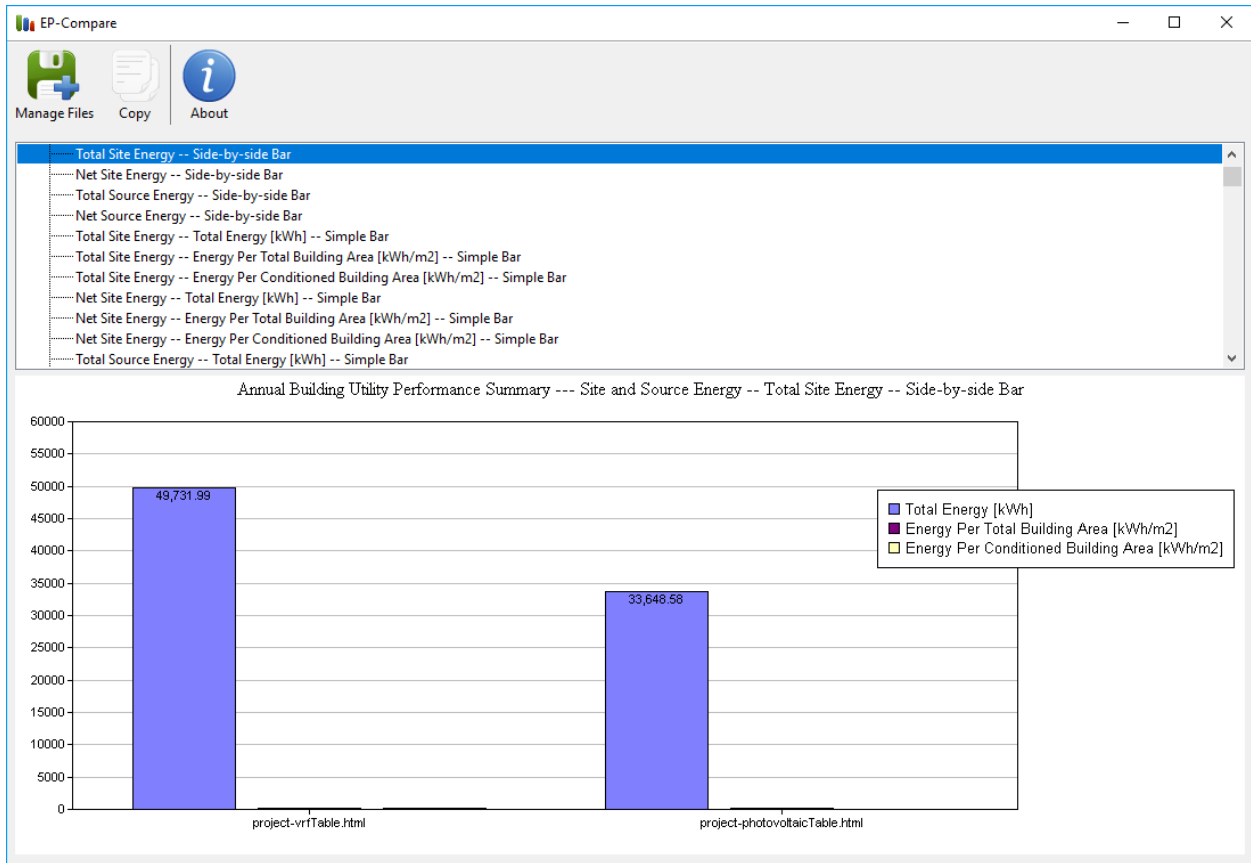 EP-Compare
Manage Files
Copy
About
Total Site Energy -- Side-by-side Bar
Net Site Energy -- Side-by-side Bar
Total Source Energy -- Side-by-side Bar
Net Source Energy -- Side-by-side Bar
Total Site Energy -- Total Energy [kWh] -- Simple Bar
Total Site Energy -- Energy Per Total Building Area [kWh/m2] -- Simple Bar
Total Site Energy -- Energy Per Conditioned Building Area [kWh/m2] -- Simple Bar
Net Site Energy -- Total Energy [kWh] -- Simple Bar
Net Site Energy -- Energy Per Total Building Area [kWh/m2] -- Simple Bar
Net Site Energy -- Energy Per Conditioned Building Area [kWh/m2] -- Simple Bar
Total Source Energy -- Total Energy [kWh] -- Simple Bar
Annual Building Utility Performance Summary --- Site and Source Energy -- Total Site Energy -- Side-by-side Bar
60000
55000
50000
45000
40000
35000
30000
25000
20000
15000
10000
5000
0
49,731.99
33,648.58
Total Energy [kWh]
Energy Per Total Building Area [kWh/m2]
Energy Per Conditioned Building Area [kWh/m2]
project-vrfTable.html
project-photovoltaicTable.html